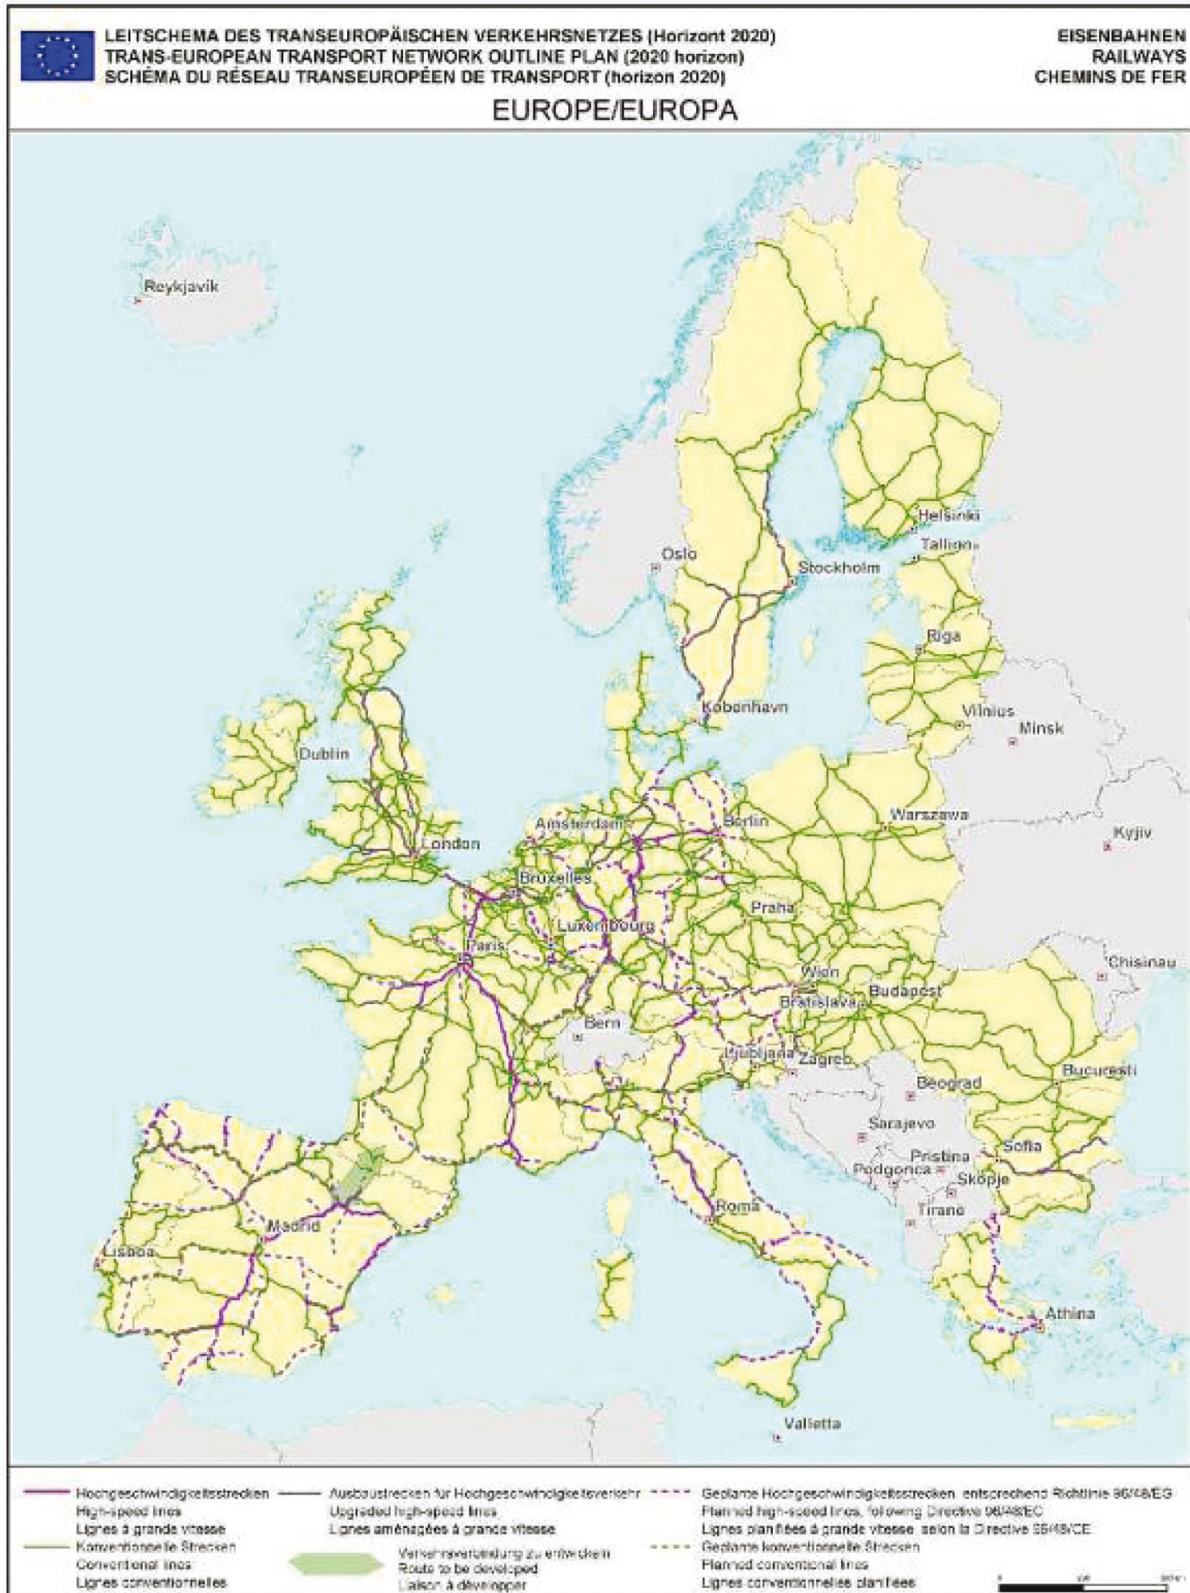 LEITSCHEMA DES TRANSEUROPÄISCHEN VERKEHRSNETZES (Horizont 2020)
TRANS-EUROPEAN TRANSPORT NETWORK OUTLINE PLAN (2020 horizon)
SCHÉMA DU RÉSEAU TRANSEUROPÉEN DE TRANSPORT (horizon 2020)
EISENBAHNEN
RAILWAYS
CHEMINS DE FER
EUROPE/EUROPA
Reykjavik
Helsinki
Tallinn
Oslo
Stockholm
Riga
København
Vilnius
Minsk
Dublin
Amsterdam
Berlin
Warszawa
London
Kyjiv
Bruxelles
Praha
Luxembourg
Paris
Chisinau
Wien
Budapest
Bratislava
Bern
Ljubljana
Zagreb
Bucuresti
Beograd
Sarajevo
Sofia
Pristina
Podgorica
Skopje
Roma
Tirane
Madrid
Lisboa
Athina
Valletta
Hochgeschwindigkeitsstrecken
High-speed lines
Lignes à grande vitesse
Konventionelle Strecken
Conventional lines
Lignes conventionnelles
Ausbaustrecken für Hochgeschwindigkeitsverkehr
Upgraded high-speed lines
Lignes aménagées à grande vitesse
Verkehrsverbindung zu entwickeln
Route to be developed
Liaison à développer
Geplante Hochgeschwindigkeitsstrecken, entsprechend Richtlinie 96/48/EG
Planned high-speed lines, following Directive 96/48/EC
Lignes planifiées à grande vitesse, selon la Directive 96/48/CE
Geplante konventionelle Strecken
Planned conventional lines
Lignes conventionnelles planifiées
0